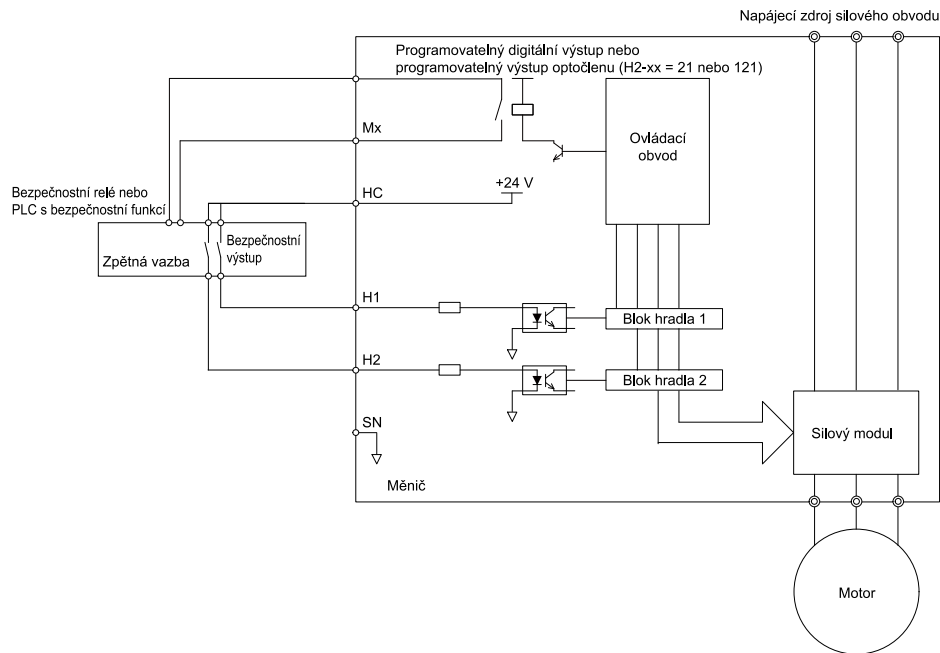 Napájecí zdroj silového obvodu
Programovatelný digitální výstup nebo
programovatelný výstup optočlenu (H2-xx = 21 nebo 121)
Mx
Ovládací
obvod
+24 V
HC
Bezpečnostní relé nebo
PLC s bezpečnostní funkcí
Bezpečnostní
výstup
Zpětná vazba
H1
Blok hradla 1
H2
Blok hradla 2
SN
Silový modul
Měnič
Motor